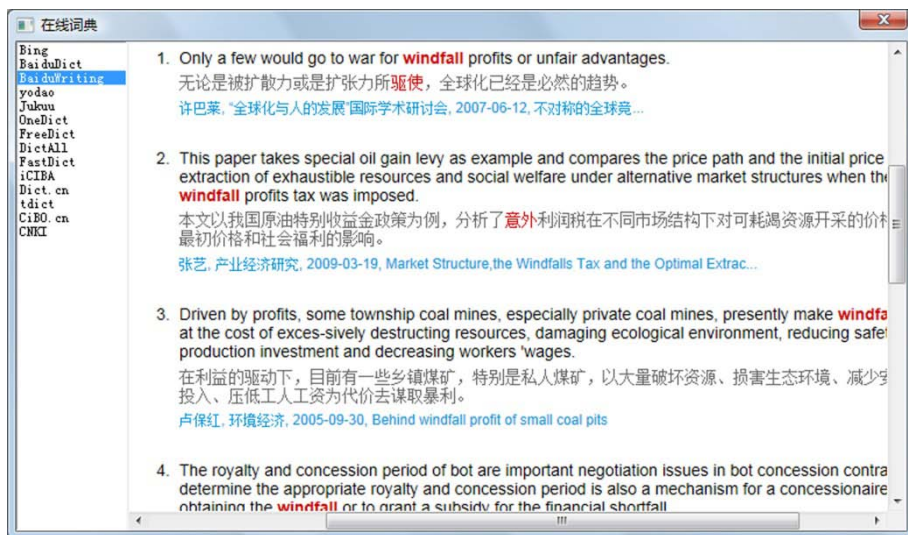 在线词典
Bing
BaiduDict
BaiduWriting
yodao
Jukuu
OneDict
FreeDict
DictAll
FastDict
iCIBA
Dict.cn
tdict
CiBO.cn
CNKI
1. Only a few would go to war for windfall profits or unfair advantages.
无论是被扩散力或是扩张力所驱使，全球化已经是必然的趋势。
许巴莱, “全球化与人的发展”国际学术研讨会, 2007-06-12, 不对称的全球竟...
2. This paper takes special oil gain levy as example and compares the price path and the initial price
extraction of exhaustible resources and social welfare under alternative market structures when the
windfall profits tax was imposed.
本文以我国原油特别收益金政策为例，分析了意外利润税在不同市场结构下对可耗竭资源开采的价格
最初价格和社会福利的影响。
张艺, 产业经济研究, 2009-03-19, Market Structure,the Windfalls Tax and the Optimal Extrac...
3. Driven by profits, some township coal mines, especially private coal mines, presently make windfa
at the cost of exces-sively destructing resources, damaging ecological environment, reducing safet
production investment and decreasing workers 'wages.
在利益的驱动下，目前有一些乡镇煤矿，特别是私人煤矿，以大量破坏资源、损害生态环境、减少安
投入、压低工人工资为代价去谋取暴利。
卢保红, 环境经济, 2005-09-30, Behind windfall profit of small coal pits
4. The royalty and concession period of bot are important negotiation issues in bot concession contra
determine the appropriate royalty and concession period is also a mechanism for a concessionaire
obtaining the windfall or to grant a subsidy for the financial shortfall